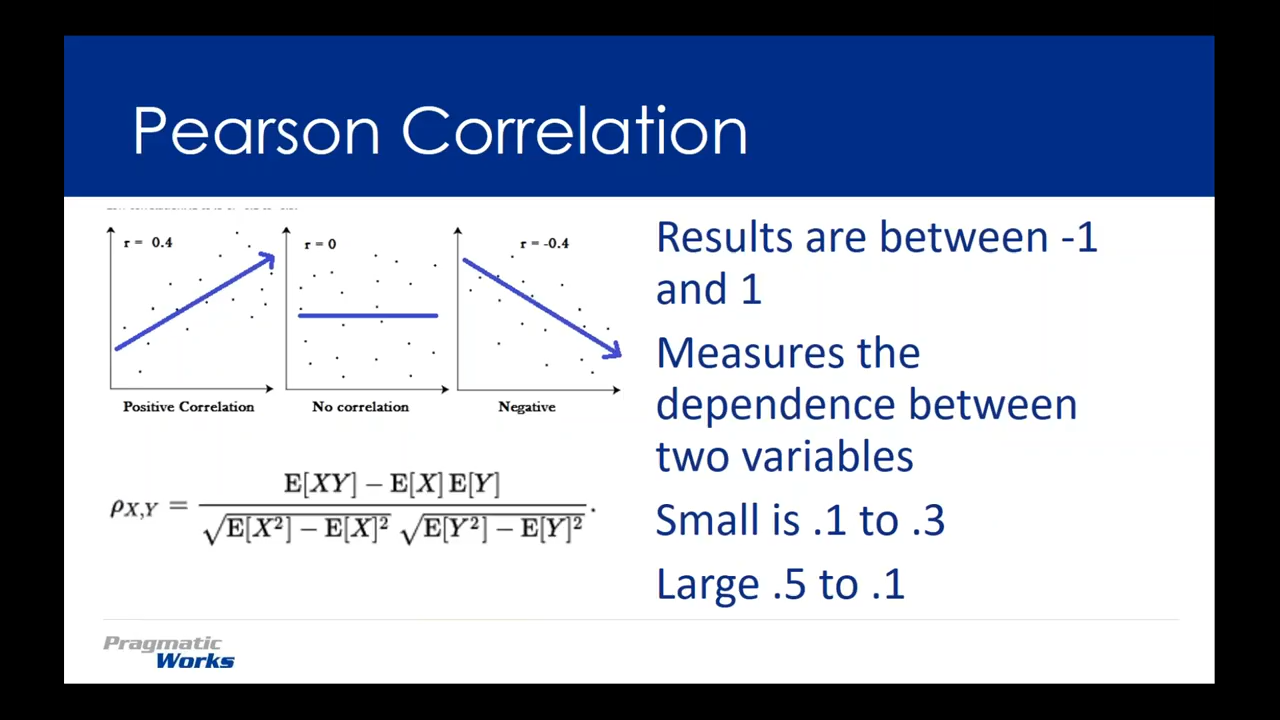 Pearson Correlation
r = 0.4
r = 0
r = -0.4
Positive Correlation
No correlation
Negative
ρX,Y = E[XY] − E[X] E[Y] / √E[X²] − E[X]² √E[Y²] − E[Y]² .
Results are between -1
and 1
Measures the
dependence between
two variables
Small is .1 to .3
Large .5 to .1
Pragmatic
Works